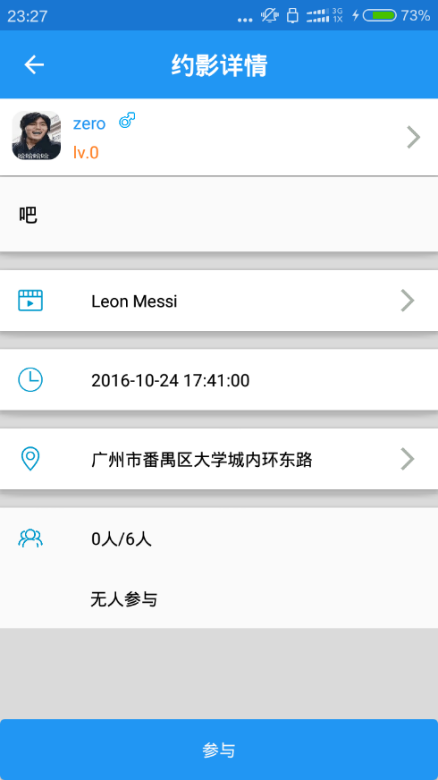 23:27
3G
1X
73%
约影详情
zero
lv.0
吧
Leon Messi
2016-10-24 17:41:00
广州市番禺区大学城内环东路
0人/6人
无人参与
参与